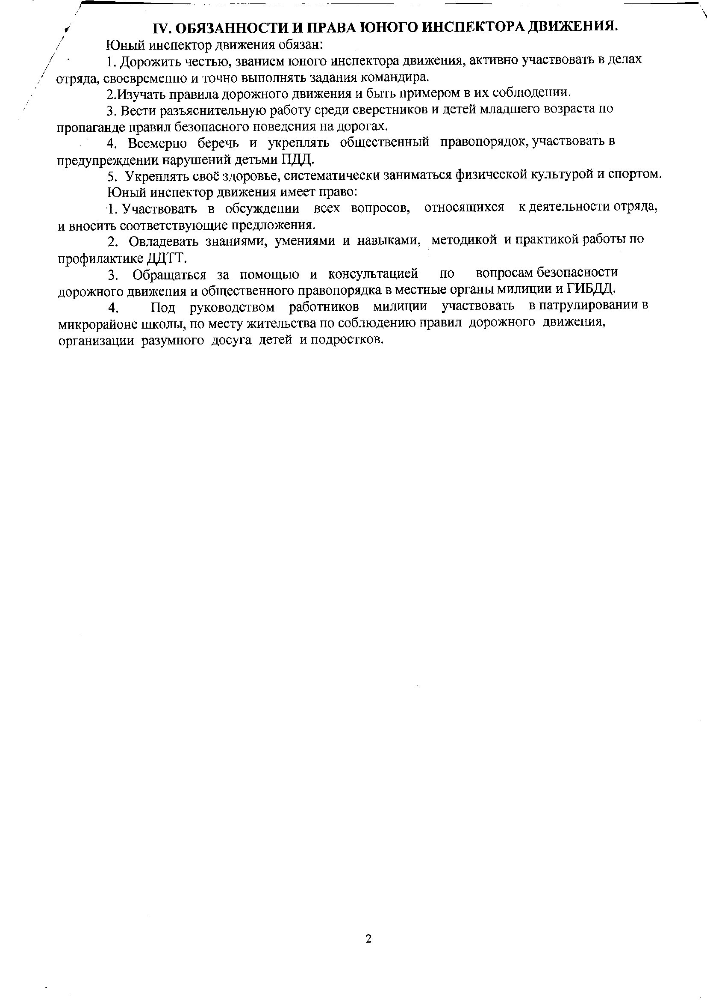 IV. ОБЯЗАННОСТИ И ПРАВА ЮНОГО ИНСПЕКТОРА ДВИЖЕНИЯ.
Юный инспектор движения обязан:
1. Дорожить честью, званием юного инспектора движения, активно участвовать в делах
отряда, своевременно и точно выполнять задания командира.
2.Изучать правила дорожного движения и быть примером в их соблюдении.
3. Вести разъяснительную работу среди сверстников и детей младшего возраста по
пропаганде правил безопасного поведения на дорогах.
4. Всемерно беречь и укреплять общественный правопорядок, участвовать в
предупреждении нарушений детьми ПДД.
5. Укреплять своё здоровье, систематически заниматься физической культурой и спортом.
Юный инспектор движения имеет право:
1. Участвовать в обсуждении всех вопросов, относящихся к деятельности отряда,
и вносить соответствующие предложения.
2. Овладевать знаниями, умениями и навыками, методикой и практикой работы по
профилактике ДДТТ.
3. Обращаться за помощью и консультацией по вопросам безопасности
дорожного движения и общественного правопорядка в местные органы милиции и ГИБДД.
4. Под руководством работников милиции участвовать в патрулировании в
микрорайоне школы, по месту жительства по соблюдению правил дорожного движения,
организации разумного досуга детей и подростков.
2